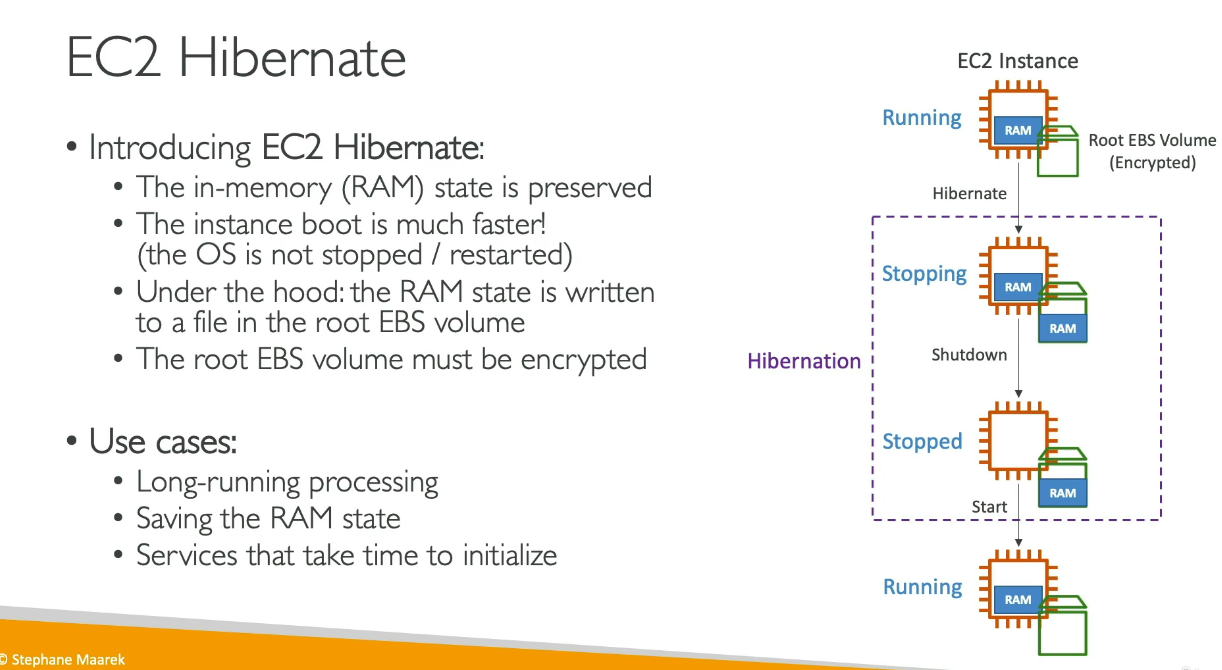 EC2 Hibernate
• Introducing EC2 Hibernate:
• The in-memory (RAM) state is preserved
• The instance boot is much faster!
(the OS is not stopped / restarted)
• Under the hood: the RAM state is written
to a file in the root EBS volume
• The root EBS volume must be encrypted
• Use cases:
• Long-running processing
• Saving the RAM state
• Services that take time to initialize
EC2 Instance
Running
RAM
Root EBS Volume
(Encrypted)
Hibernate
Stopping
RAM
RAM
Hibernation
Shutdown
Stopped
RAM
Start
Running
RAM
© Stephane Maarek